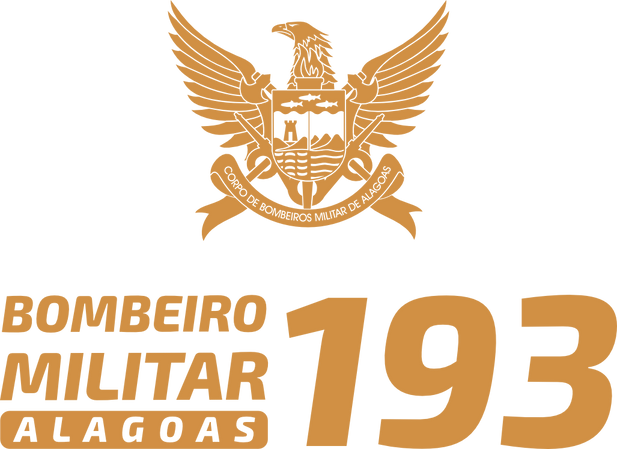 CORPO DE BOMBEIROS MILITAR DE ALAGOAS
BOMBEIRO
MILITAR
ALAGOAS
193